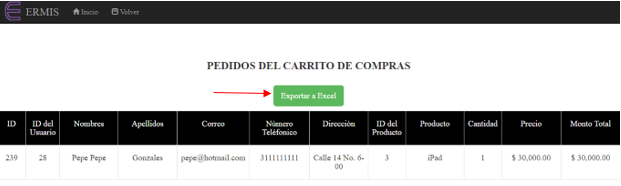 ERMIS Inicio Volver
PEDIDOS DEL CARRITO DE COMPRAS
Exportar a Excel
ID ID del Usuario Nombres Apellidos Correo Número Teléfonico Dirección ID del Producto Producto Cantidad Precio Monto Total
239 28 Pepe Pepe Gonzales pepe@hotmail.com 3111111111 Calle 14 No. 6-00 3 iPad 1 $ 30,000.00 $ 30,000.00